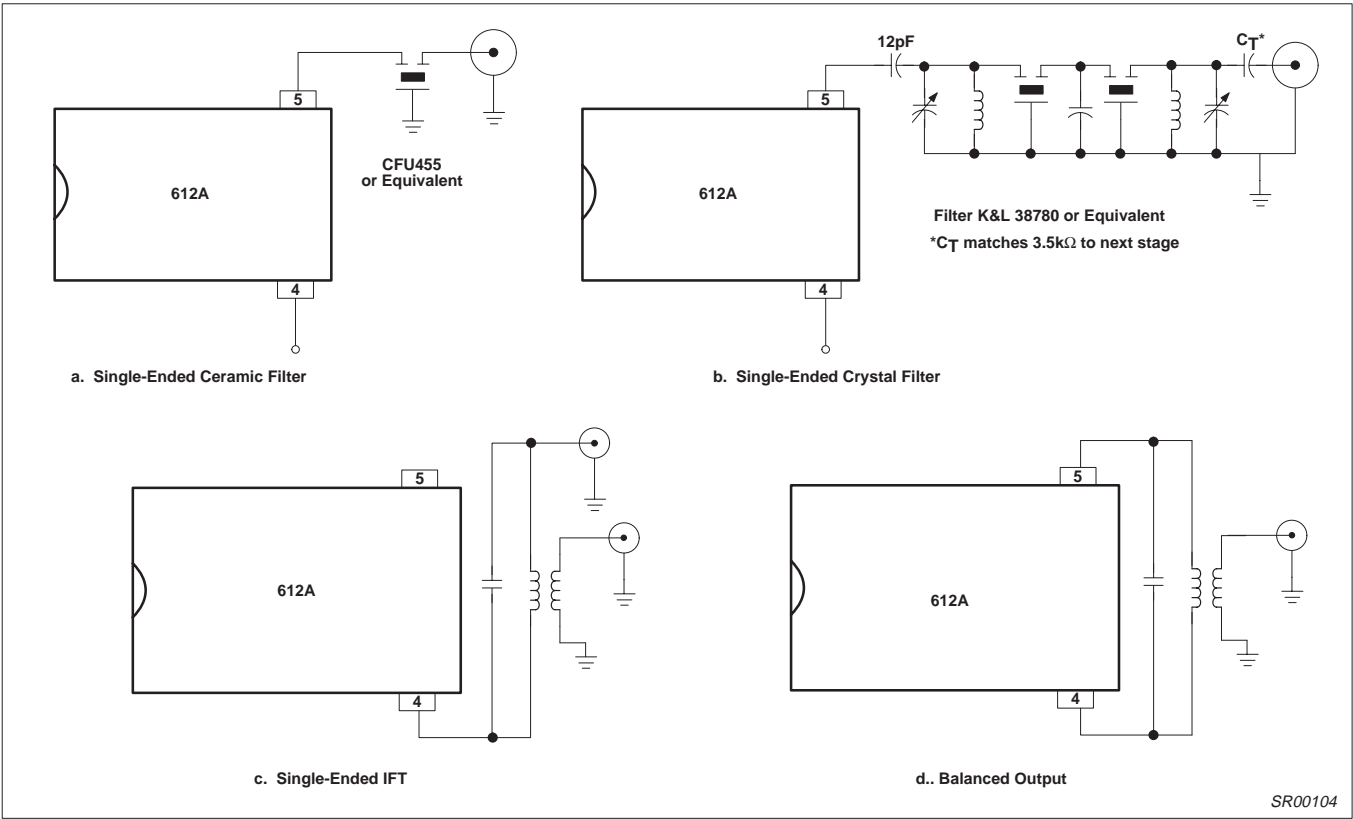 5
612A
4
CFU455
or Equivalent
a. Single-Ended Ceramic Filter
12pF
CT*
5
612A
4
Filter K&L 38780 or Equivalent
*CT matches 3.5kΩ to next stage
b. Single-Ended Crystal Filter
5
612A
4
c. Single-Ended IFT
5
612A
4
d.. Balanced Output
SR00104